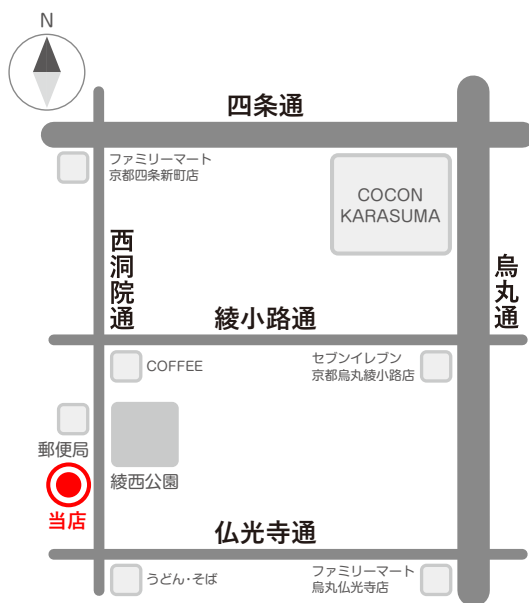 N
四条通
ファミリーマート
京都四条新町店
COCON
KARASUMA
西洞院通
烏丸通
綾小路通
COFFEE
セブンイレブン
京都烏丸綾小路店
郵便局
綾西公園
当店
仏光寺通
うどん・そば
ファミリーマート
烏丸仏光寺店